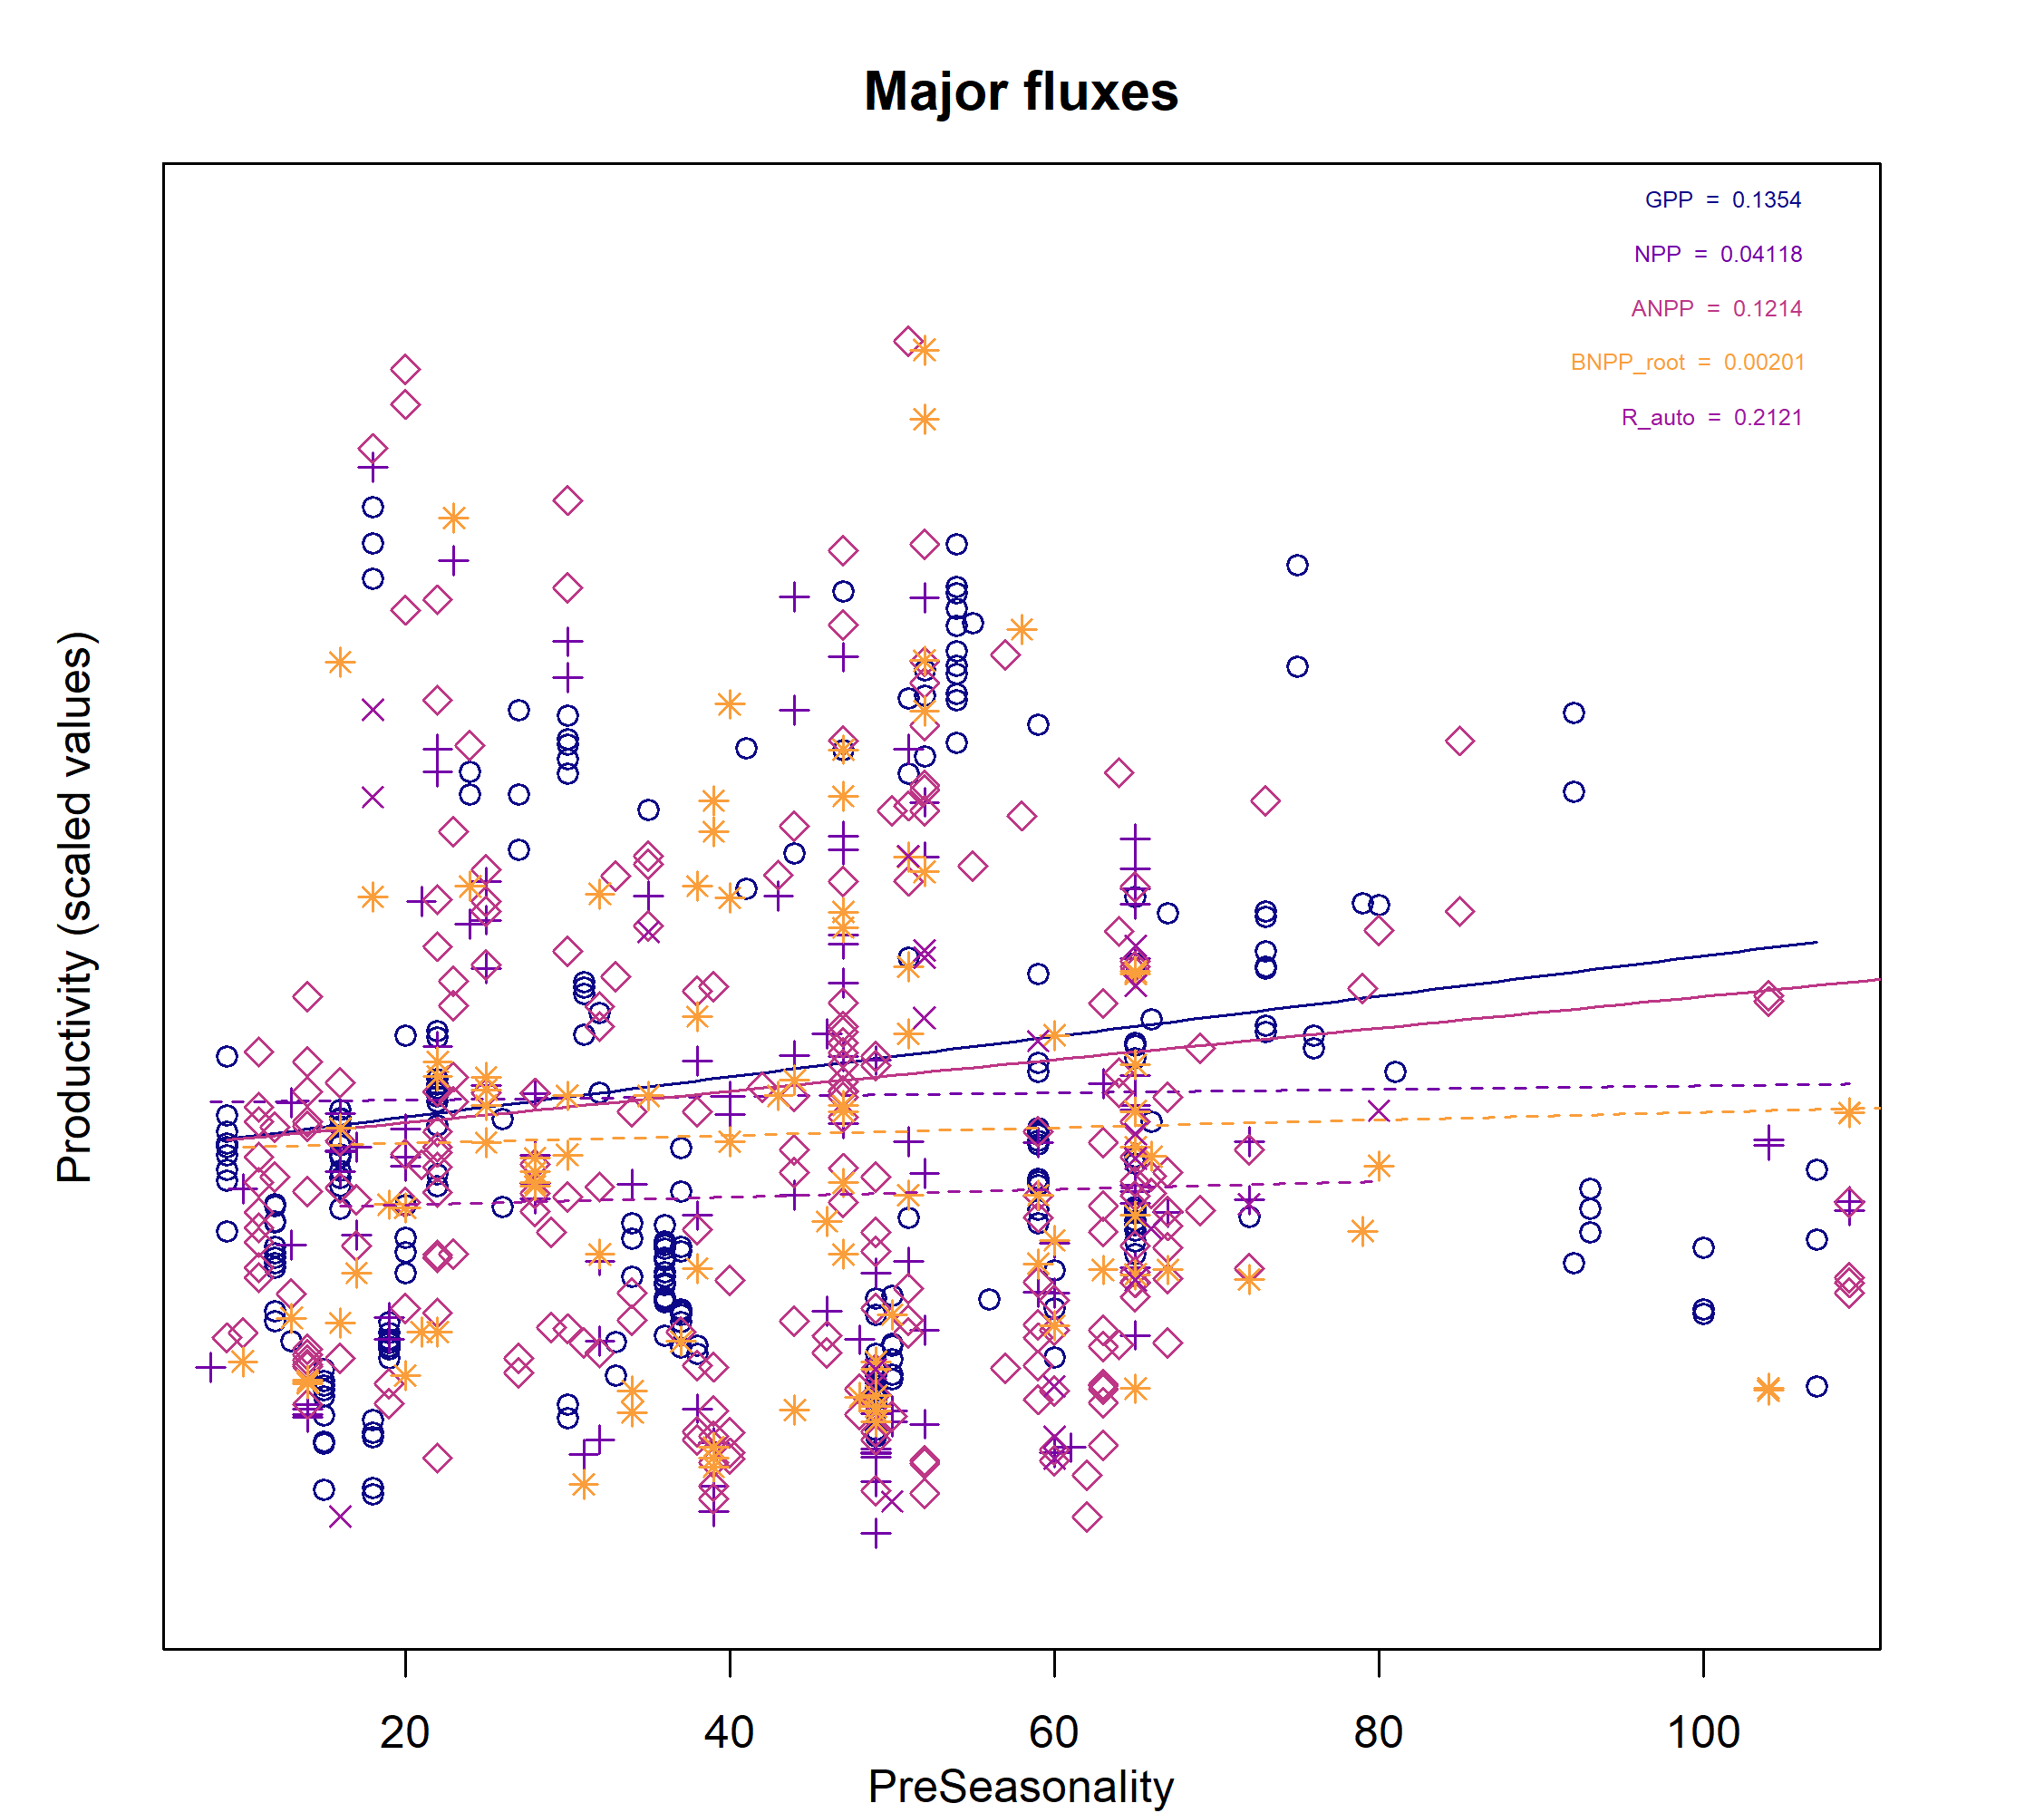 Major fluxes
GPP = 0.1354
NPP = 0.04118
ANPP = 0.1214
BNPP_root = 0.00201
R_auto = 0.2121
Productivity (scaled values)
20 40 60 80 100
PreSeasonality